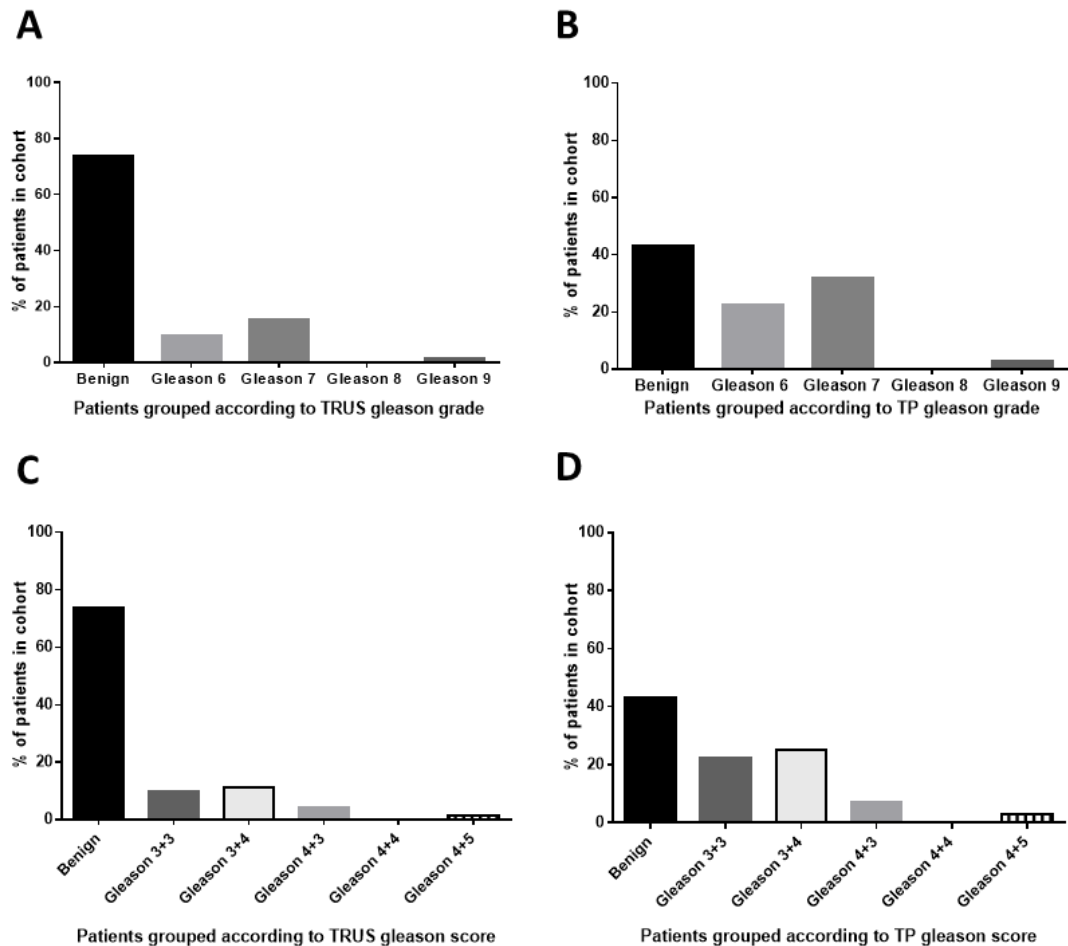 A
100
80
60
40
20
0
% of patients in cohort
Benign Gleason 6 Gleason 7 Gleason 8 Gleason 9
Patients grouped according to TRUS gleason grade
B
100
80
60
40
20
0
% of patients in cohort
Benign Gleason 6 Gleason 7 Gleason 8 Gleason 9
Patients grouped according to TP gleason grade
C
100
80
60
40
20
0
% of patients in cohort
Benign
Gleason 3+3
Gleason 3+4
Gleason 4+3
Gleason 4+4
Gleason 4+5
Patients grouped according to TRUS gleason score
D
100
80
60
40
20
0
% of patients in cohort
Benign
Gleason 3+3
Gleason 3+4
Gleason 4+3
Gleason 4+4
Gleason 4+5
Patients grouped according to TP gleason score